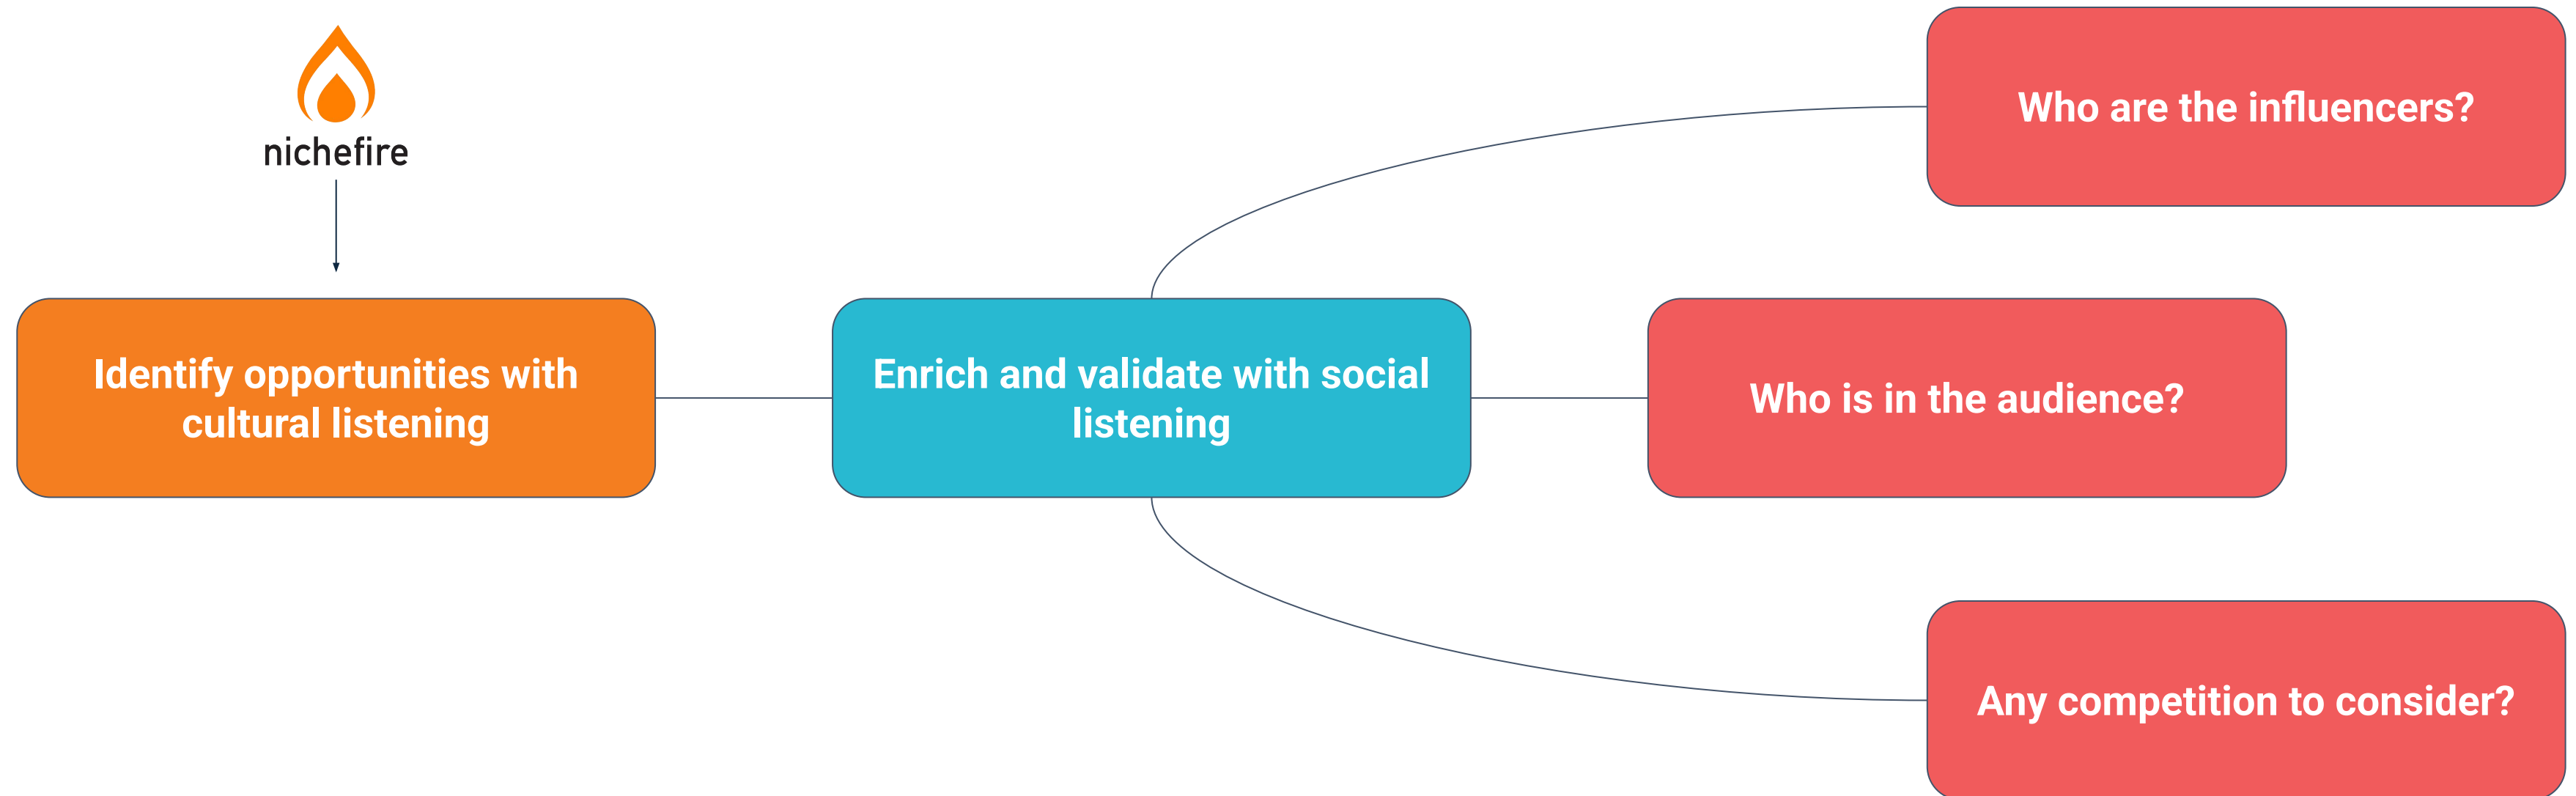 nichefire
Identify opportunities with
cultural listening
Enrich and validate with social
listening
Who are the influencers?
Who is in the audience?
Any competition to consider?